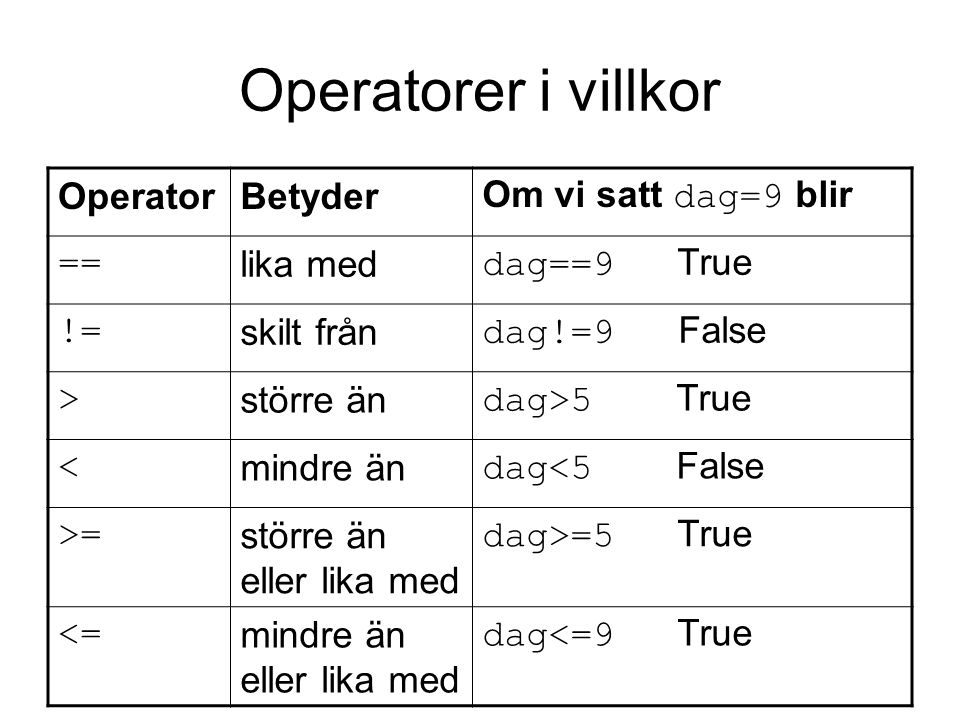 Operatorer i villkor
Operator Betyder Om vi satt dag=9 blir
== lika med dag==9 True
!= skilt från dag!=9 False
> större än dag>5 True
< mindre än dag<5 False
>= större än dag>=5 True
eller lika med
<= mindre än dag<=9 True
eller lika med